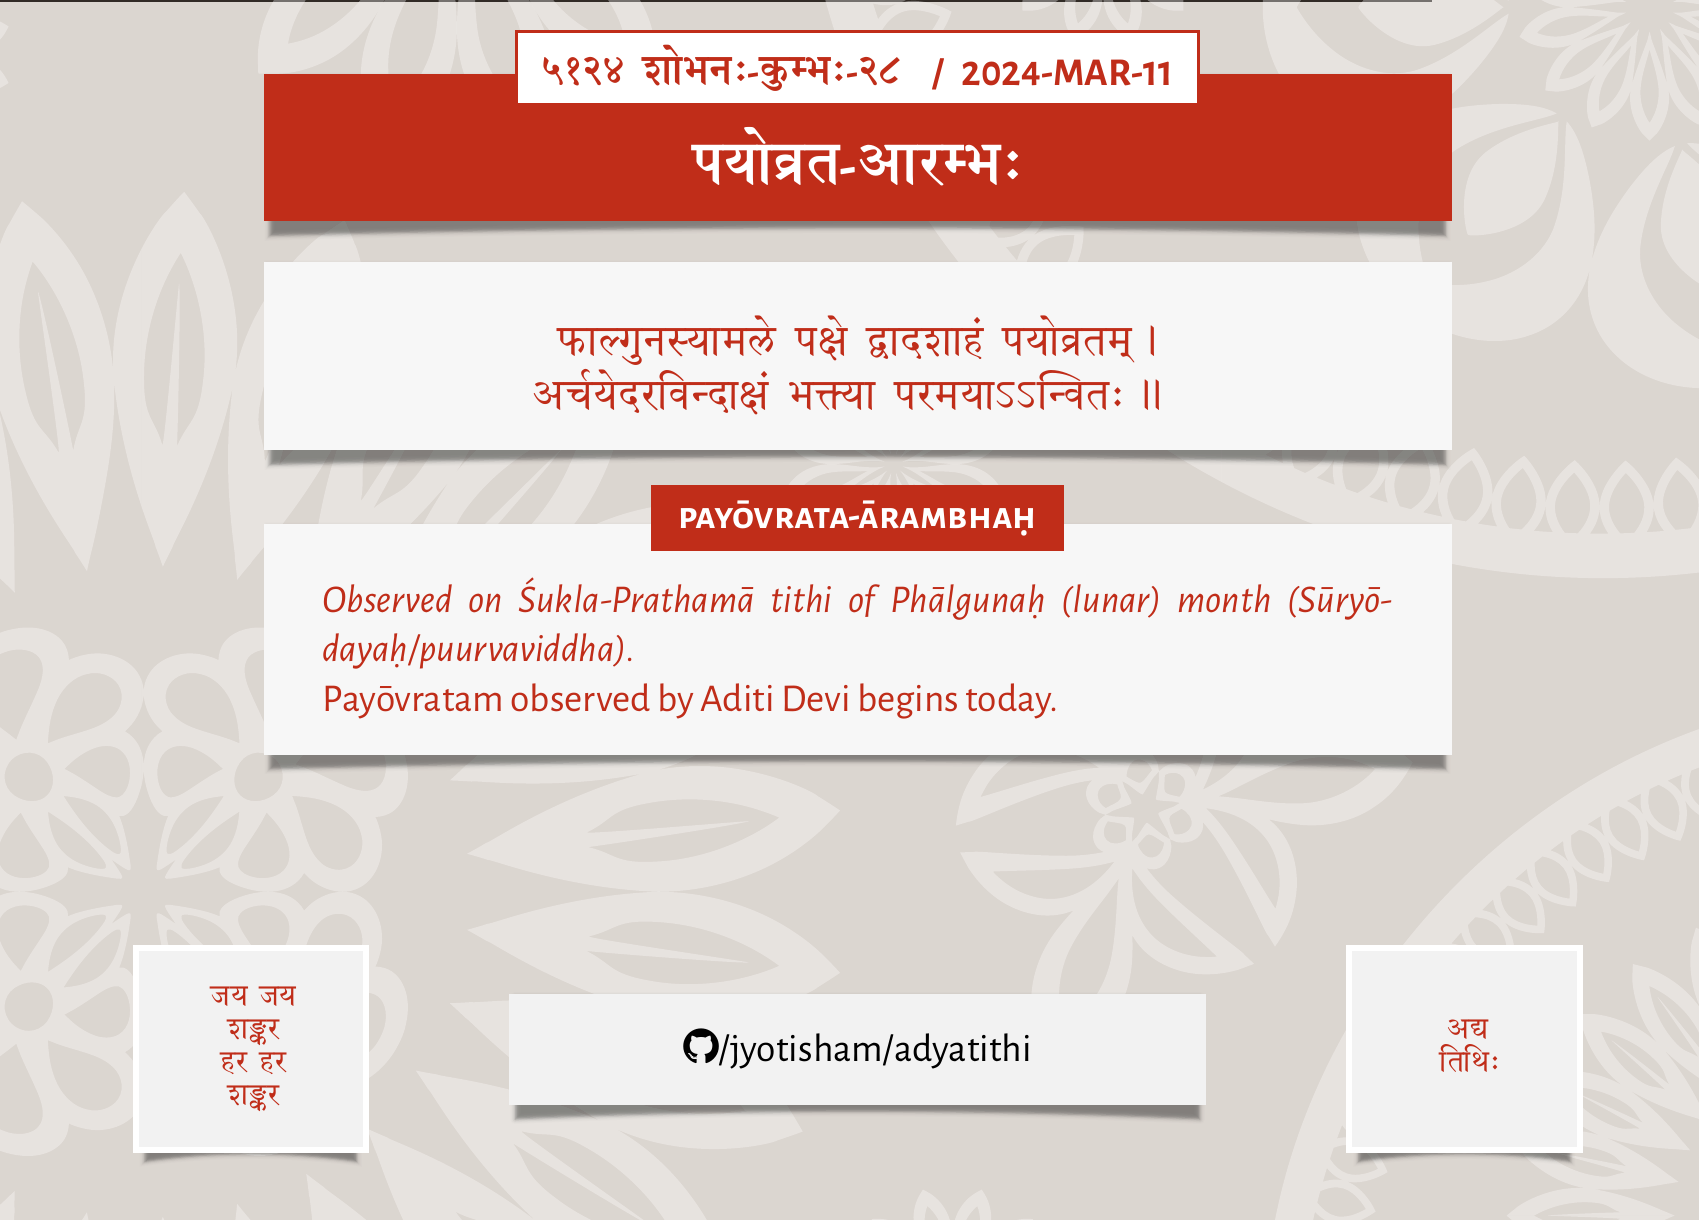 ५१२४ शोभनः-कुम्भः-२८ / 2024-MAR-11
पयोव्रत-आरम्भः
फाल्गुनस्यामले पक्षे द्वादशाहं पयोव्रतम् ।
अर्चयेदरविन्दाक्षं भक्त्या परमयाऽऽन्वितः ॥
PAYŌVRATA-ĀRAMBHAḤ
Observed on Śukla-Prathamā tithi of Phālgunaḥ (lunar) month (Sūryō-
dayaḥ/puurvaviddha).
Payōvratam observed by Aditi Devi begins today.
जय जय
शङ्कर
हर हर
शङ्कर
/jyotisham/adyatithi
अद्य
तिथिः